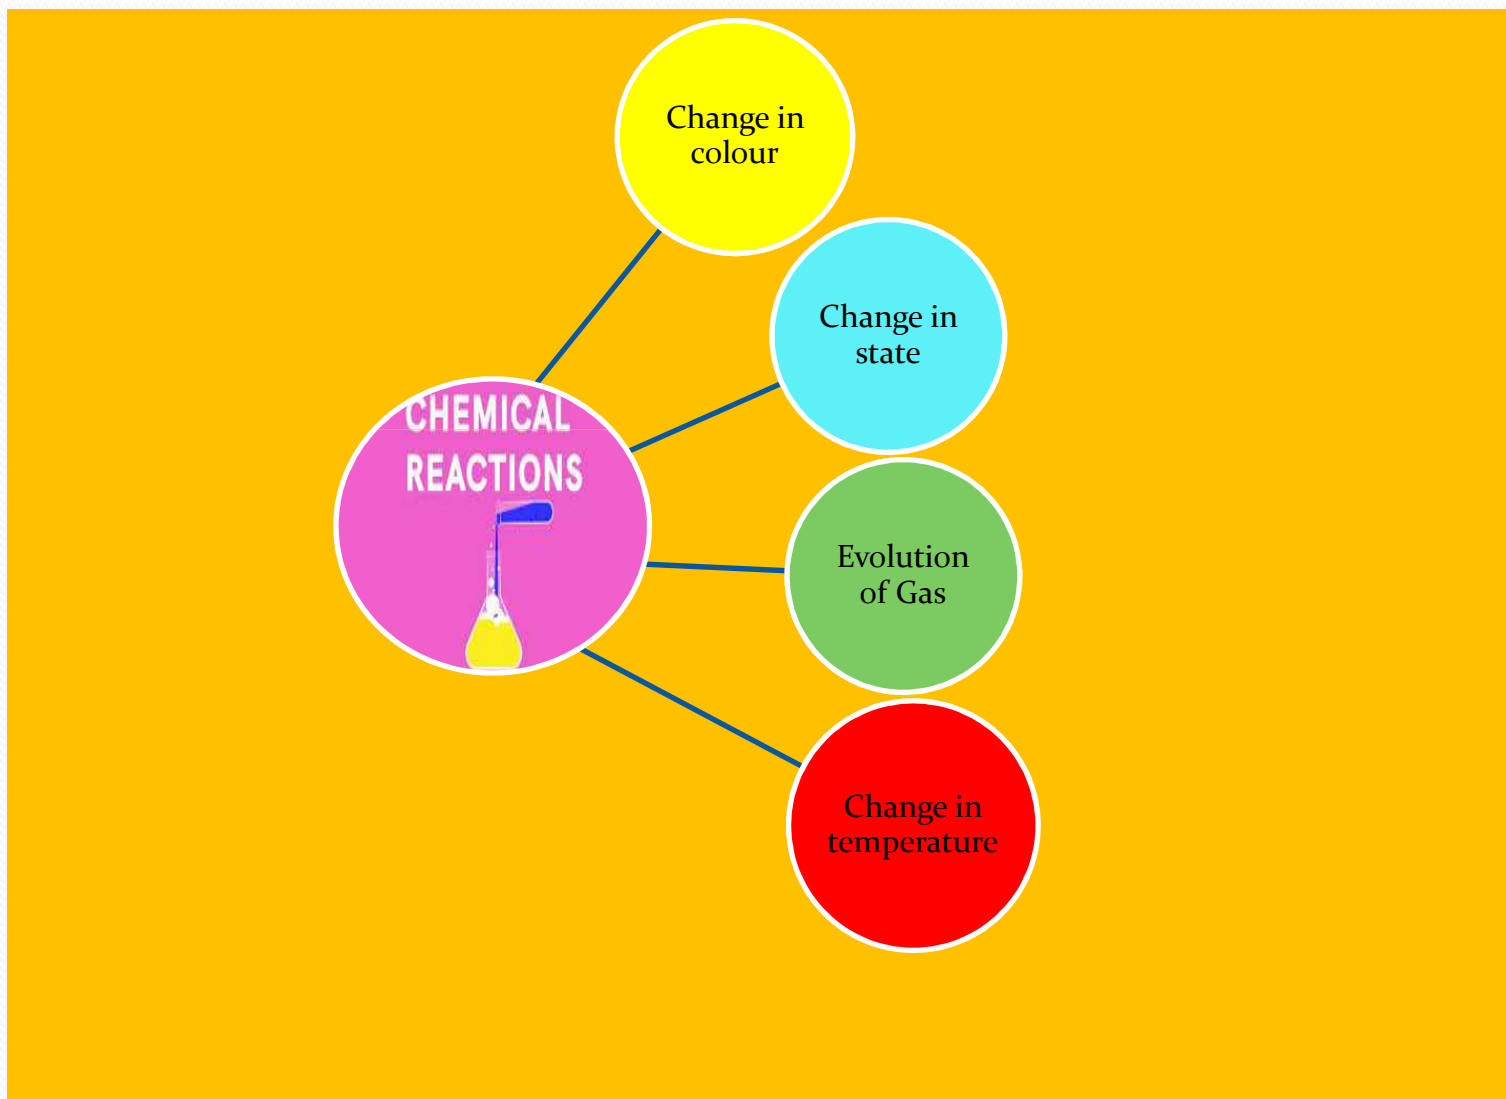 Change in
colour
Change in
state
CHEMICAL
REACTIONS
Evolution
of Gas
Change in
temperature